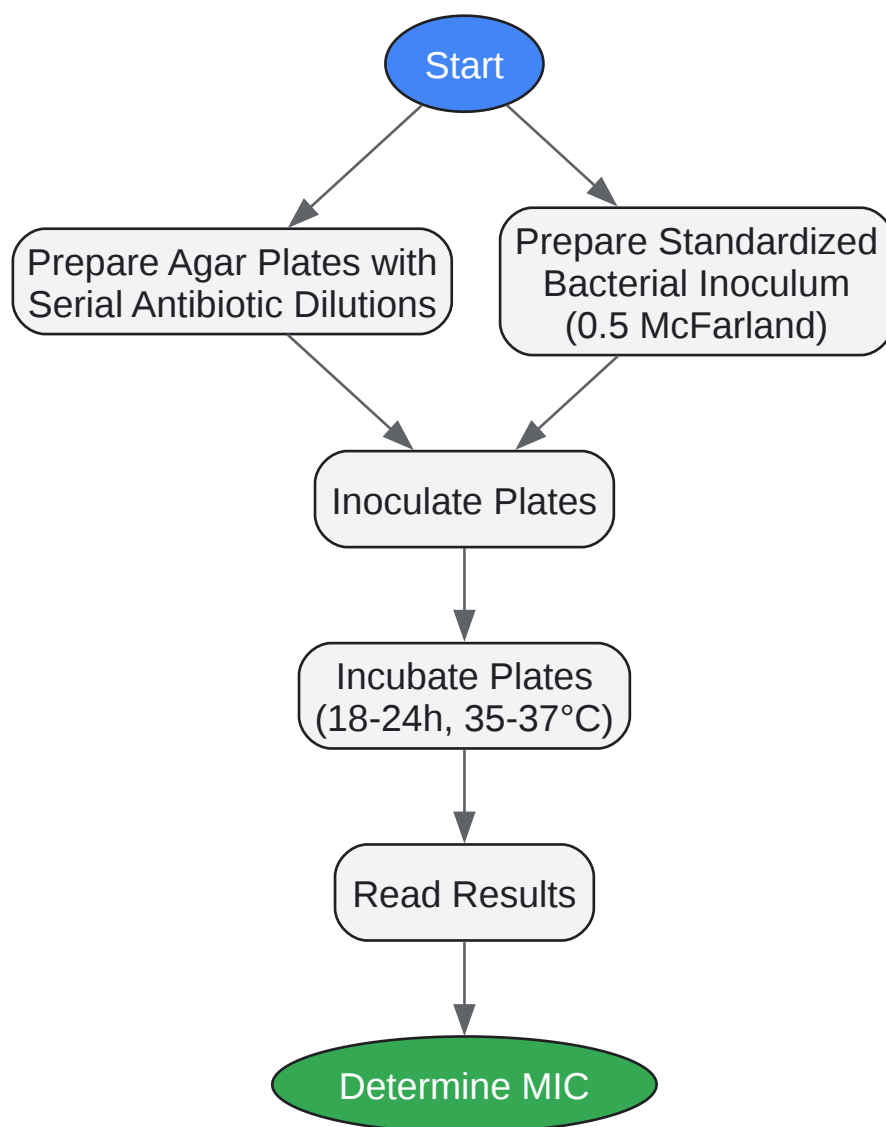 Start
Prepare Agar Plates with
Serial Antibiotic Dilutions
Prepare Standardized
Bacterial Inoculum
(0.5 McFarland)
Inoculate Plates
Incubate Plates
(18-24h, 35-37°C)
Read Results
Determine MIC